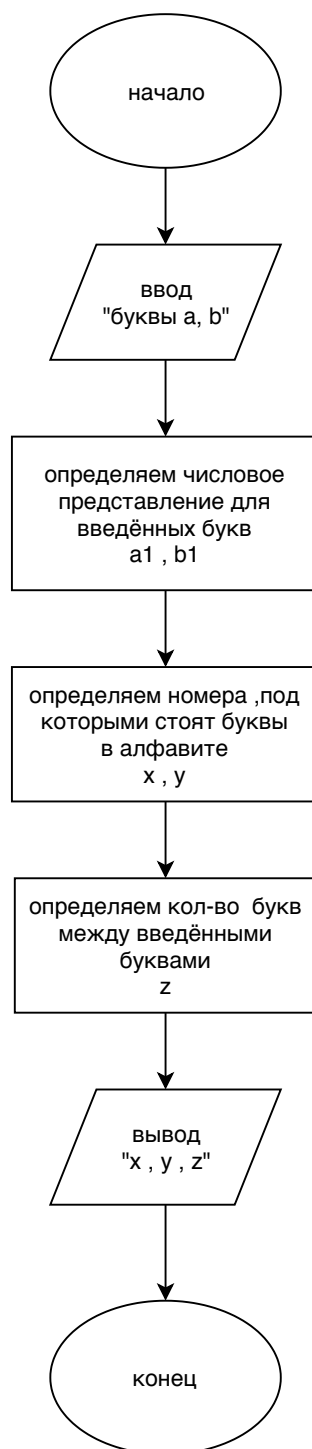 начало
ввод
"буквы a, b"
определяем числовое
представление для
введённых букв
a1 , b1
определяем номера ,под
которыми стоят буквы
в алфавите
x , y
определяем кол-во букв
между введёнными
буквами
z
вывод
"x , y , z"
конец